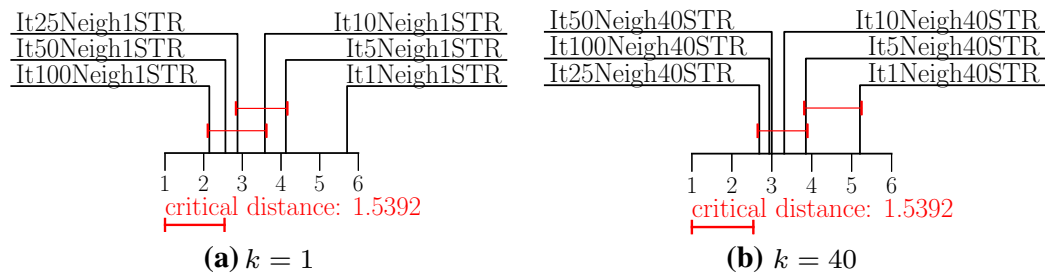 It25Neigh1STR
It50Neigh1STR
It100Neigh1STR
It10Neigh1STR
It5Neigh1STR
It1Neigh1STR
1 2 3 4 5 6
critical distance: 1.5392
(a) k = 1
It50Neigh40STR
It100Neigh40STR
It25Neigh40STR
It10Neigh40STR
It5Neigh40STR
It1Neigh40STR
1 2 3 4 5 6
critical distance: 1.5392
(b) k = 40